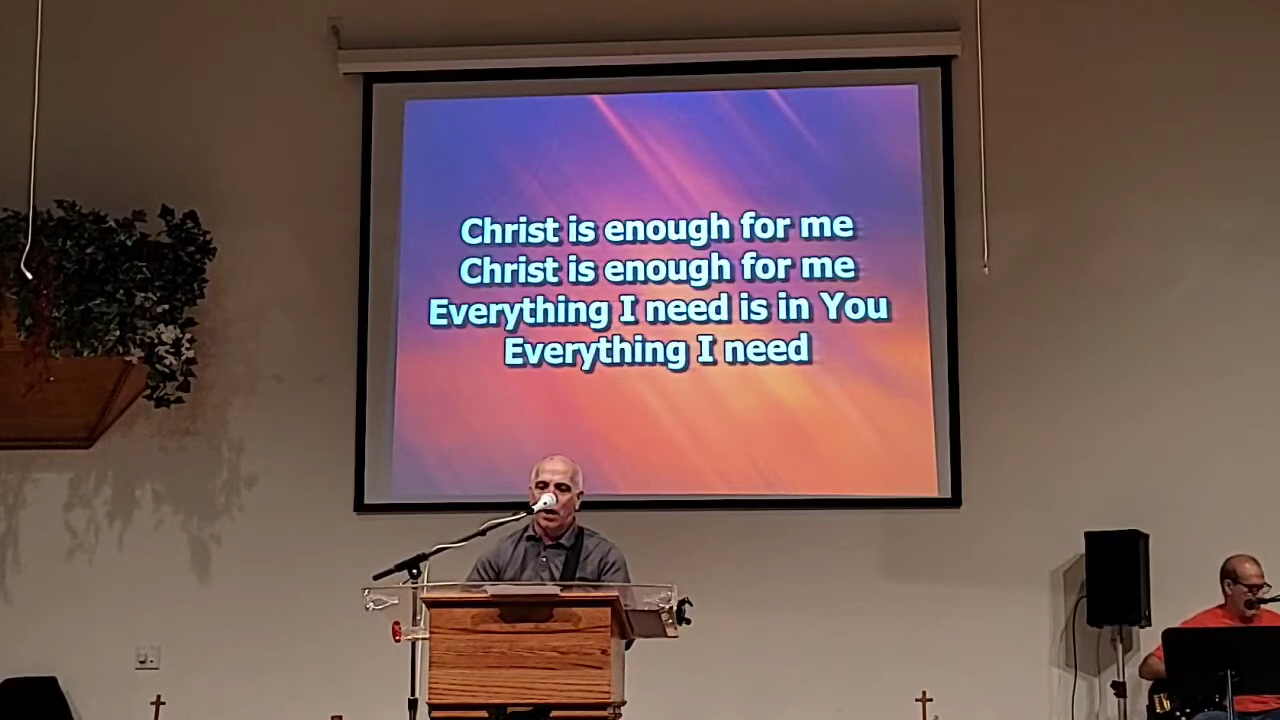 Christ is enough for me
Christ is enough for me
Everything I need is in You
Everything I need